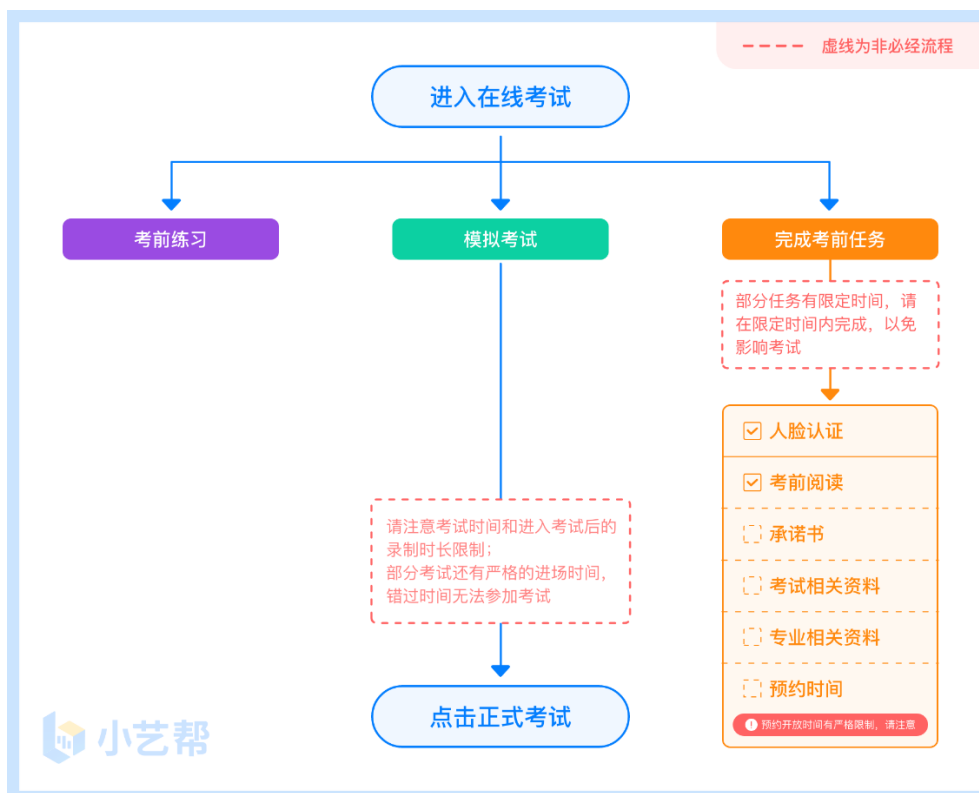 虚线为非必经流程
进入在线考试
考前练习
模拟考试
完成考前任务
部分任务有限定时间，请
在限定时间内完成，以免
影响考试
人脸认证
考前阅读
承诺书
考试相关资料
专业相关资料
预约时间
预约开放时间有严格限制，请注意
请注意考试时间和进入考试后的
录制时长限制；
部分考试还有严格的进场时间，
错过时间无法参加考试
点击正式考试
小艺帮